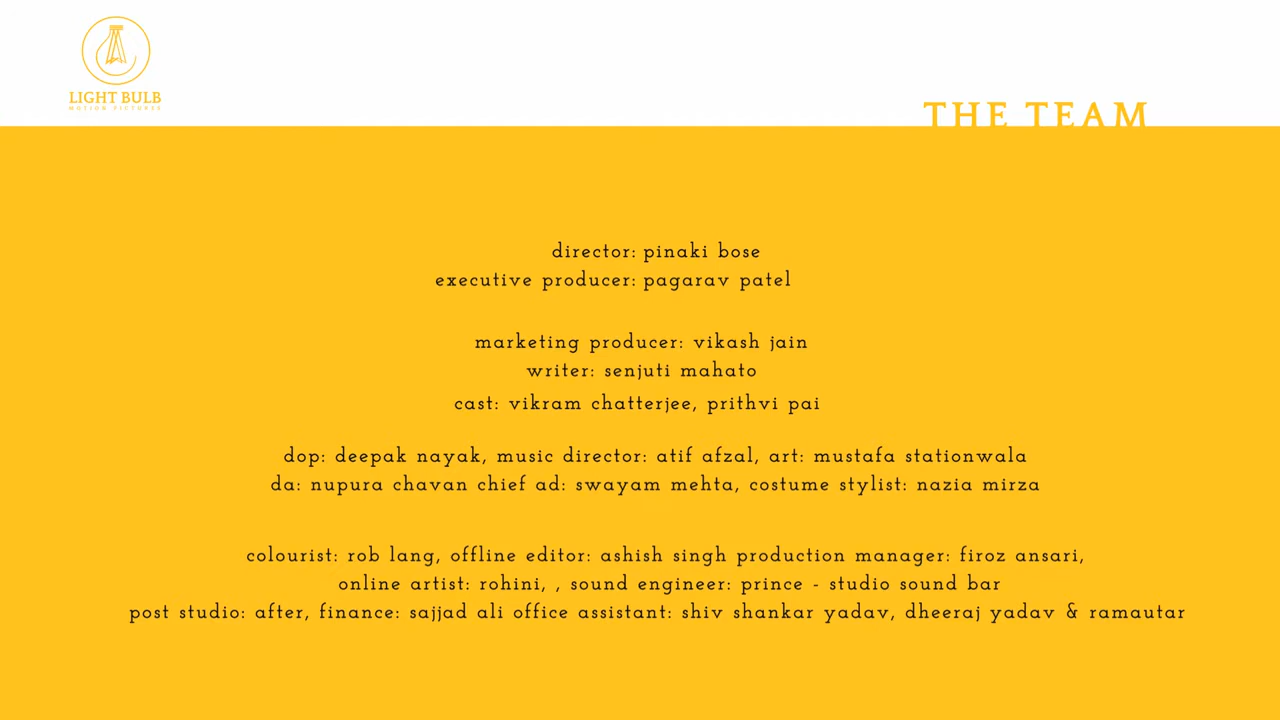 LIGHT BULB
MOTION PICTURES
THE TEAM
director: pinaki bose
executive producer: pagarav patel
marketing producer: vikash jain
writer: senjuti mahato
cast: vikram chatterjee, prithvi pai
dop: deepak nayak, music director: atif afzal, art: mustafa stationwala
da: nupura chavan chief ad: swayam mehta, costume stylist: nazia mirza
colourist: rob lang, offline editor: ashish singh production manager: firoz ansari,
online artist: rohini, , sound engineer: prince - studio sound bar
post studio: after, finance: sajjad ali office assistant: shiv shankar yadav, dheeraj yadav & ramautar